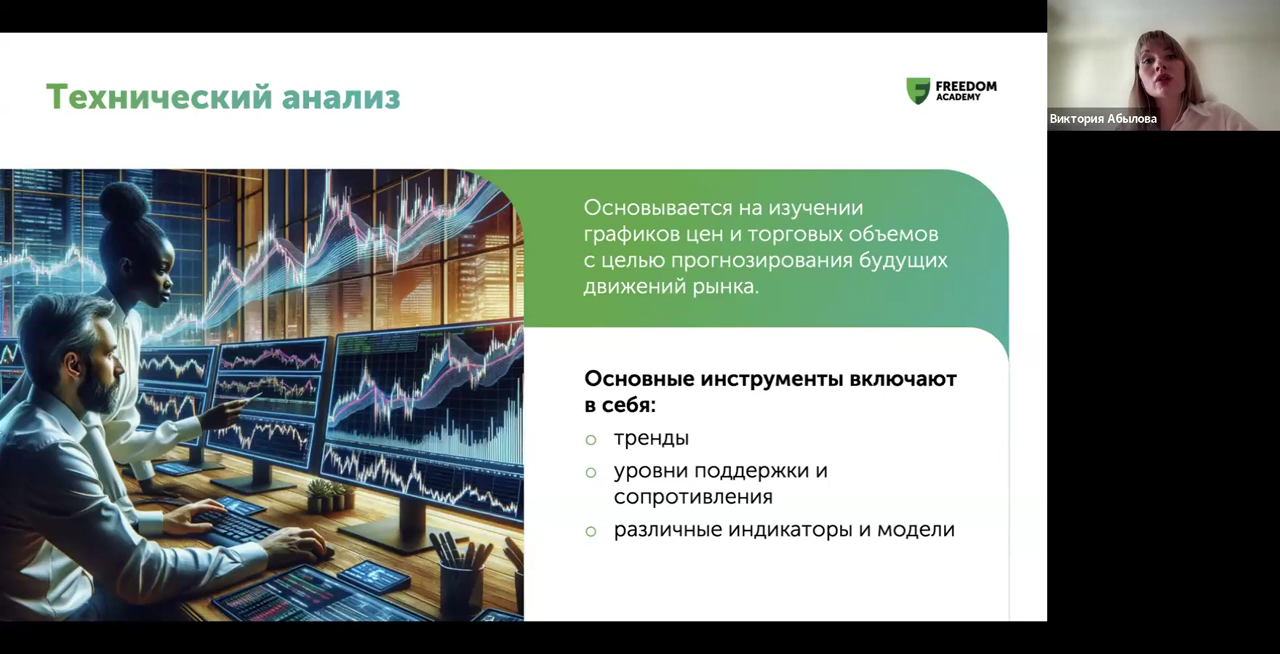 Технический анализ
FREEDOM
ACADEMY
Виктория Абылова
Основывается на изучении
графиков цен и торговых объемов
с целью прогнозирования будущих
движений рынка.
Основные инструменты включают
в себя:
тренды
уровни поддержки и
сопротивления
различные индикаторы и модели